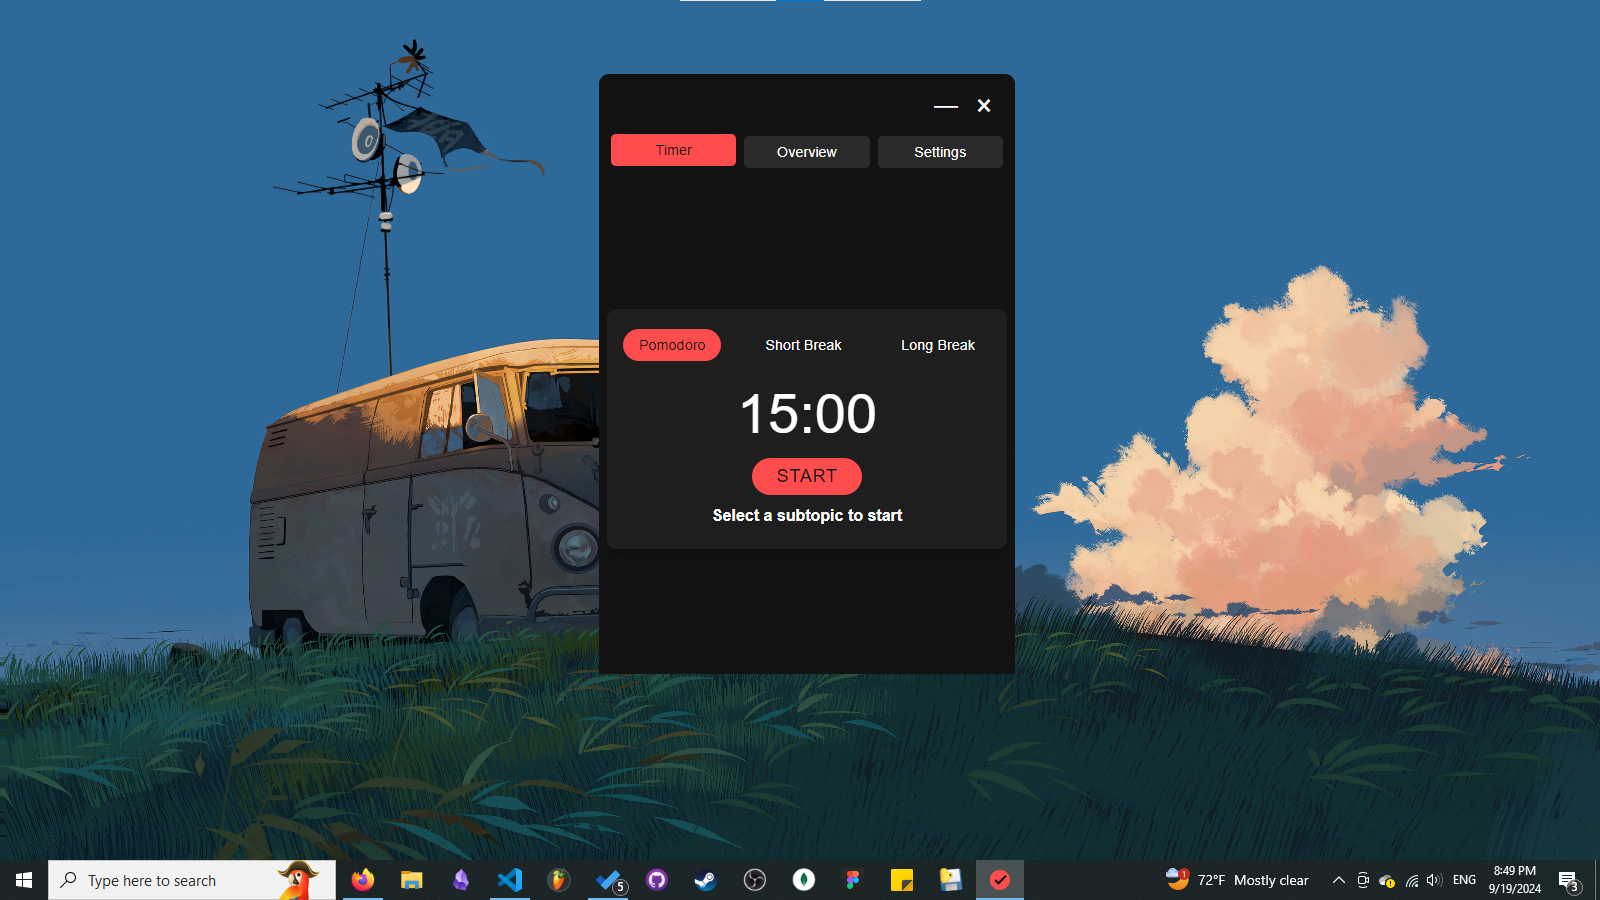 Timer
Overview
Settings
Pomodoro
Short Break
Long Break
15:00
START
Select a subtopic to start
Type here to search
5
1
72°F Mostly clear
ENG
8:49 PM
9/19/2024
3